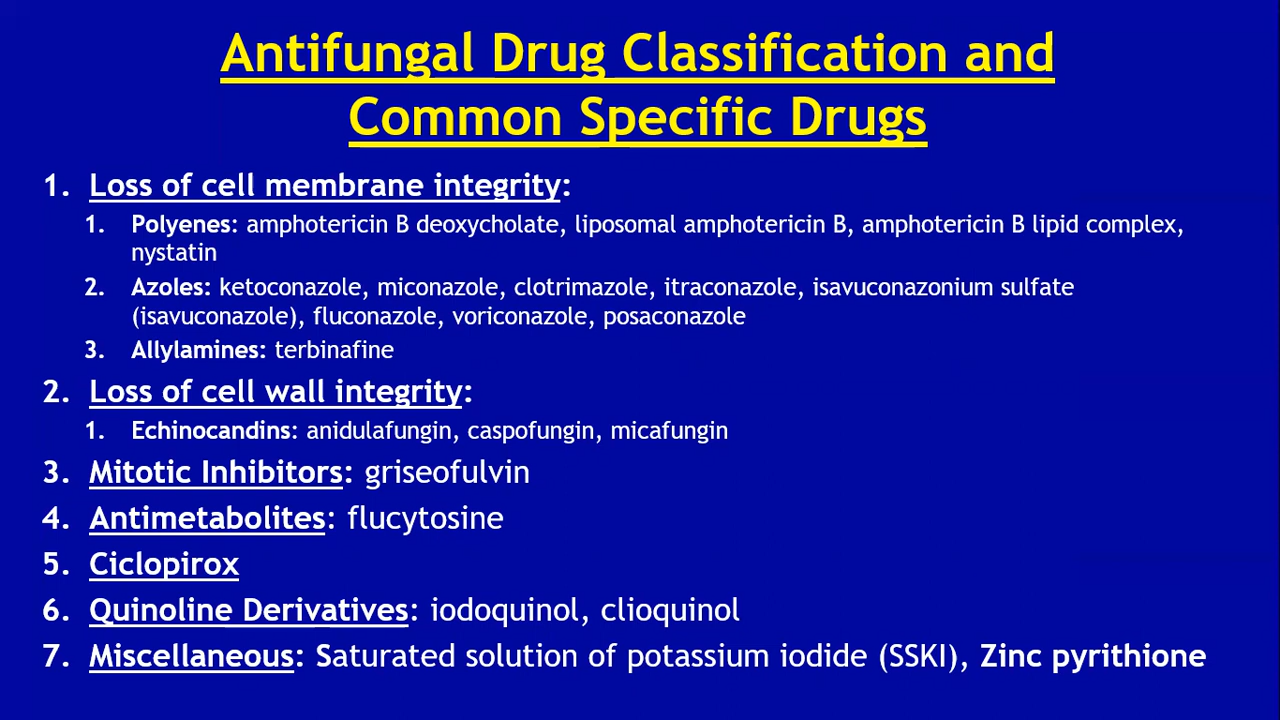 Antifungal Drug Classification and
Common Specific Drugs
1. Loss of cell membrane integrity:
1. Polyenes: amphotericin B deoxycholate, liposomal amphotericin B, amphotericin B lipid complex,
nystatin
2. Azoles: ketoconazole, miconazole, clotrimazole, itraconazole, isavuconazonium sulfate
(isavuconazole), fluconazole, voriconazole, posaconazole
3. Allylamines: terbinafine
2. Loss of cell wall integrity:
1. Echinocandins: anidulafungin, caspofungin, micafungin
3. Mitotic Inhibitors: griseofulvin
4. Antimetabolites: flucytosine
5. Ciclopirox
6. Quinoline Derivatives: iodoquinol, clioquinol
7. Miscellaneous: Saturated solution of potassium iodide (SSKI), Zinc pyrithione